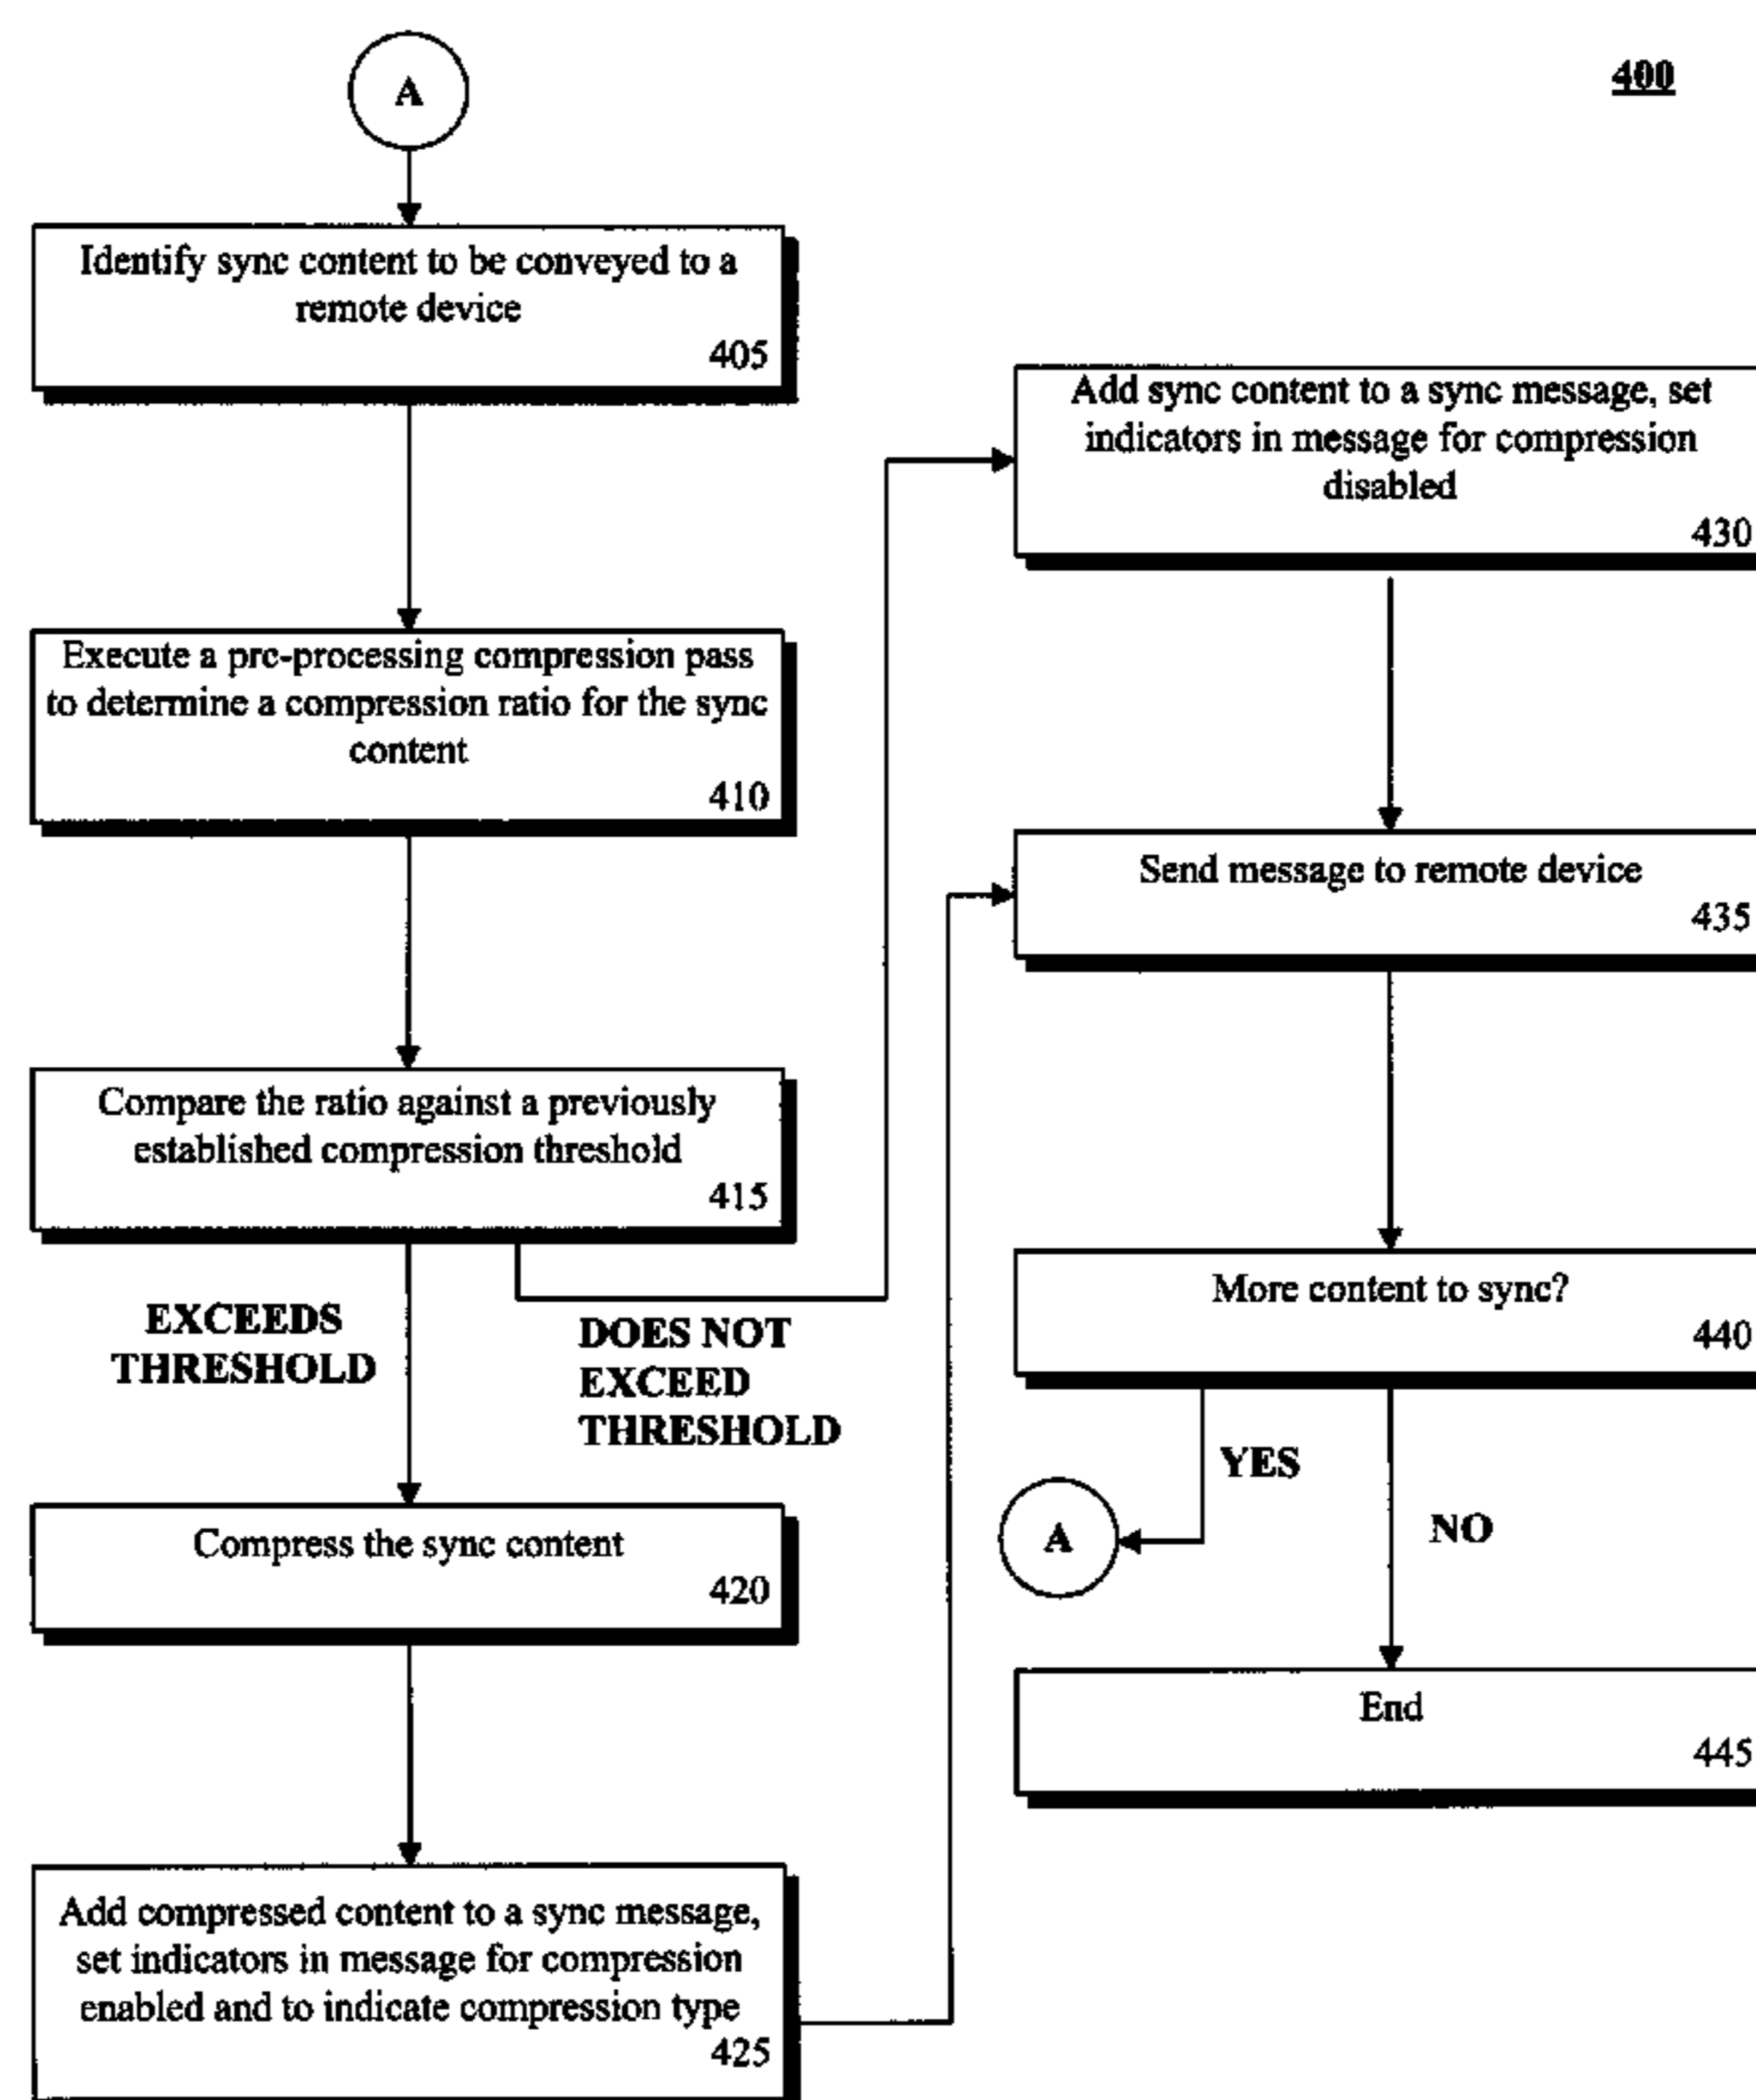 400
A
Identify sync content to be conveyed to a
remote device
405
Execute a pre-processing compression pass
to determine a compression ratio for the sync
content
410
Compare the ratio against a previously
established compression threshold
415
EXCEEDS
THRESHOLD
DOES NOT
EXCEED
THRESHOLD
Compress the sync content
420
Add compressed content to a sync message,
set indicators in message for compression
enabled and to indicate compression type
425
Add sync content to a sync message, set
indicators in message for compression
disabled
430
Send message to remote device
435
More content to sync?
440
YES
A
NO
End
445